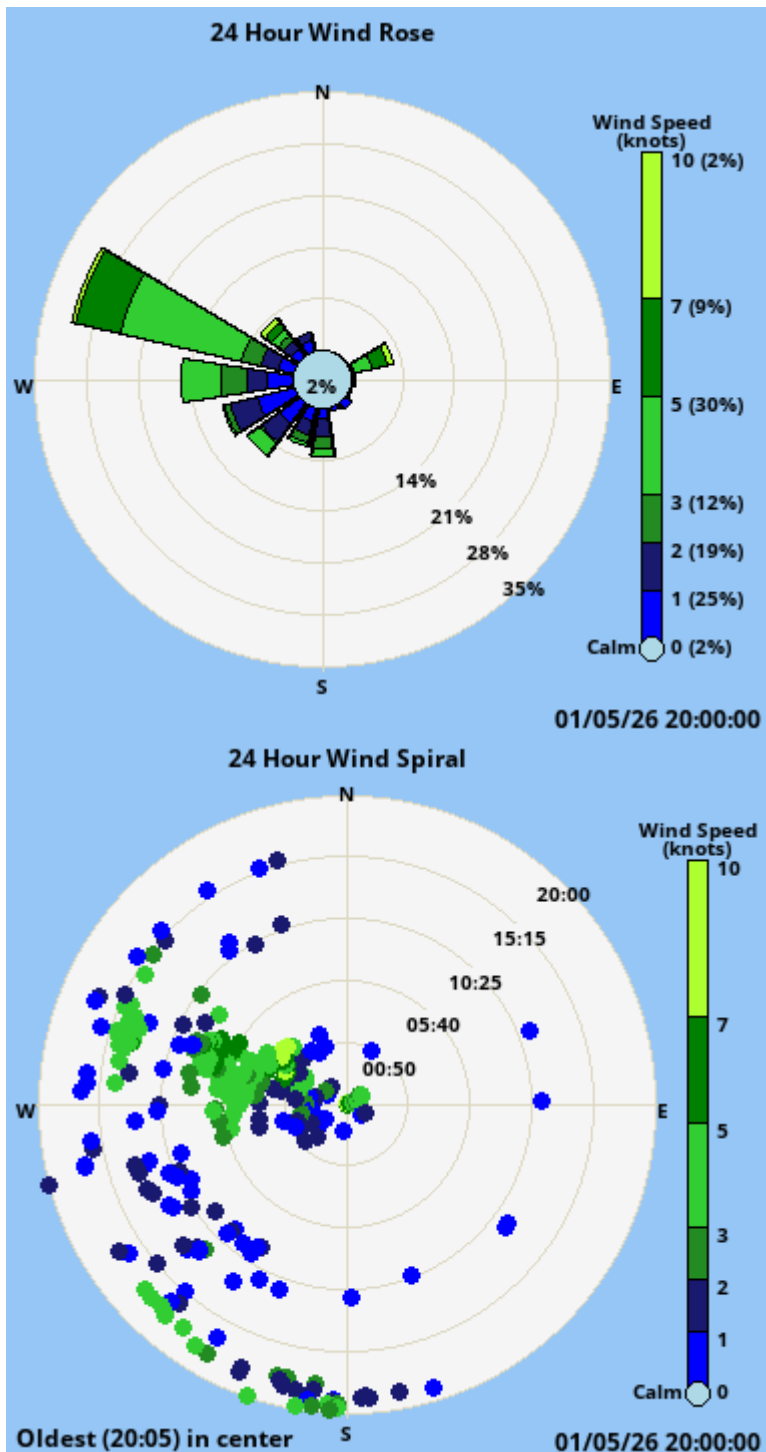 24 Hour Wind Rose
N
Wind Speed
(knots)
10 (2%)
7 (9%)
5 (30%)
W
2%
E
14%
3 (12%)
21%
2 (19%)
28%
1 (25%)
35%
Calm
0 (2%)
S
01/05/26 20:00:00
24 Hour Wind Spiral
N
Wind Speed
(knots)
10
20:00
15:15
10:25
05:40
7
00:50
W
E
5
3
2
1
Calm
0
S
Oldest (20:05) in center
01/05/26 20:00:00